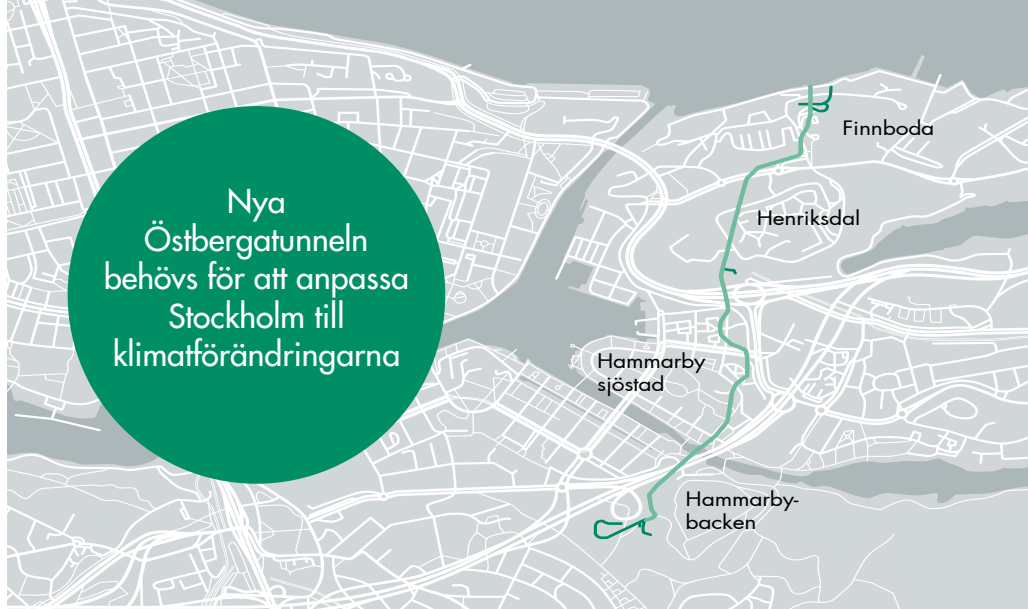 Nya
Östbergatunneln
behövs för att anpassa
Stockholm till
klimatförändringarna
Finnboda
Henriksdal
Hammarby
sjöstad
Hammarby-
backen